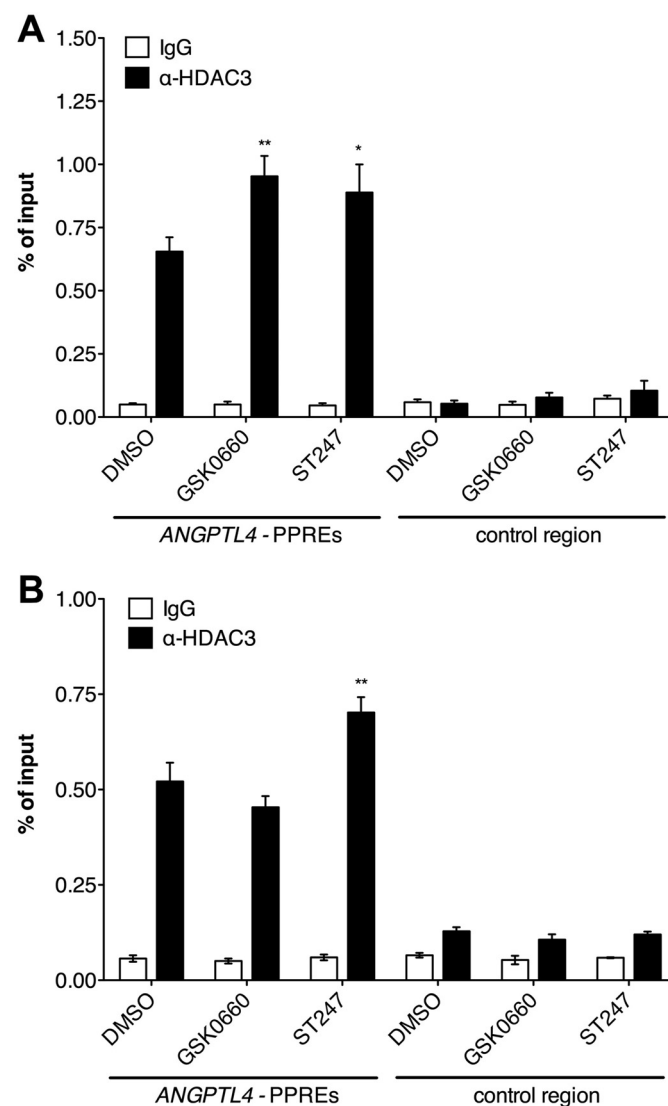 A
1.50
IgG
α-HDAC3
1.25
**
*
1.00
0.75
0.50
0.25
0.00
% of input
DMSO
GSK0660
ST247
DMSO
GSK0660
ST247
ANGPTL4 - PPREs
control region
B
1.00
IgG
α-HDAC3
**
0.75
0.50
0.25
0.00
% of input
DMSO
GSK0660
ST247
DMSO
GSK0660
ST247
ANGPTL4 - PPREs
control region